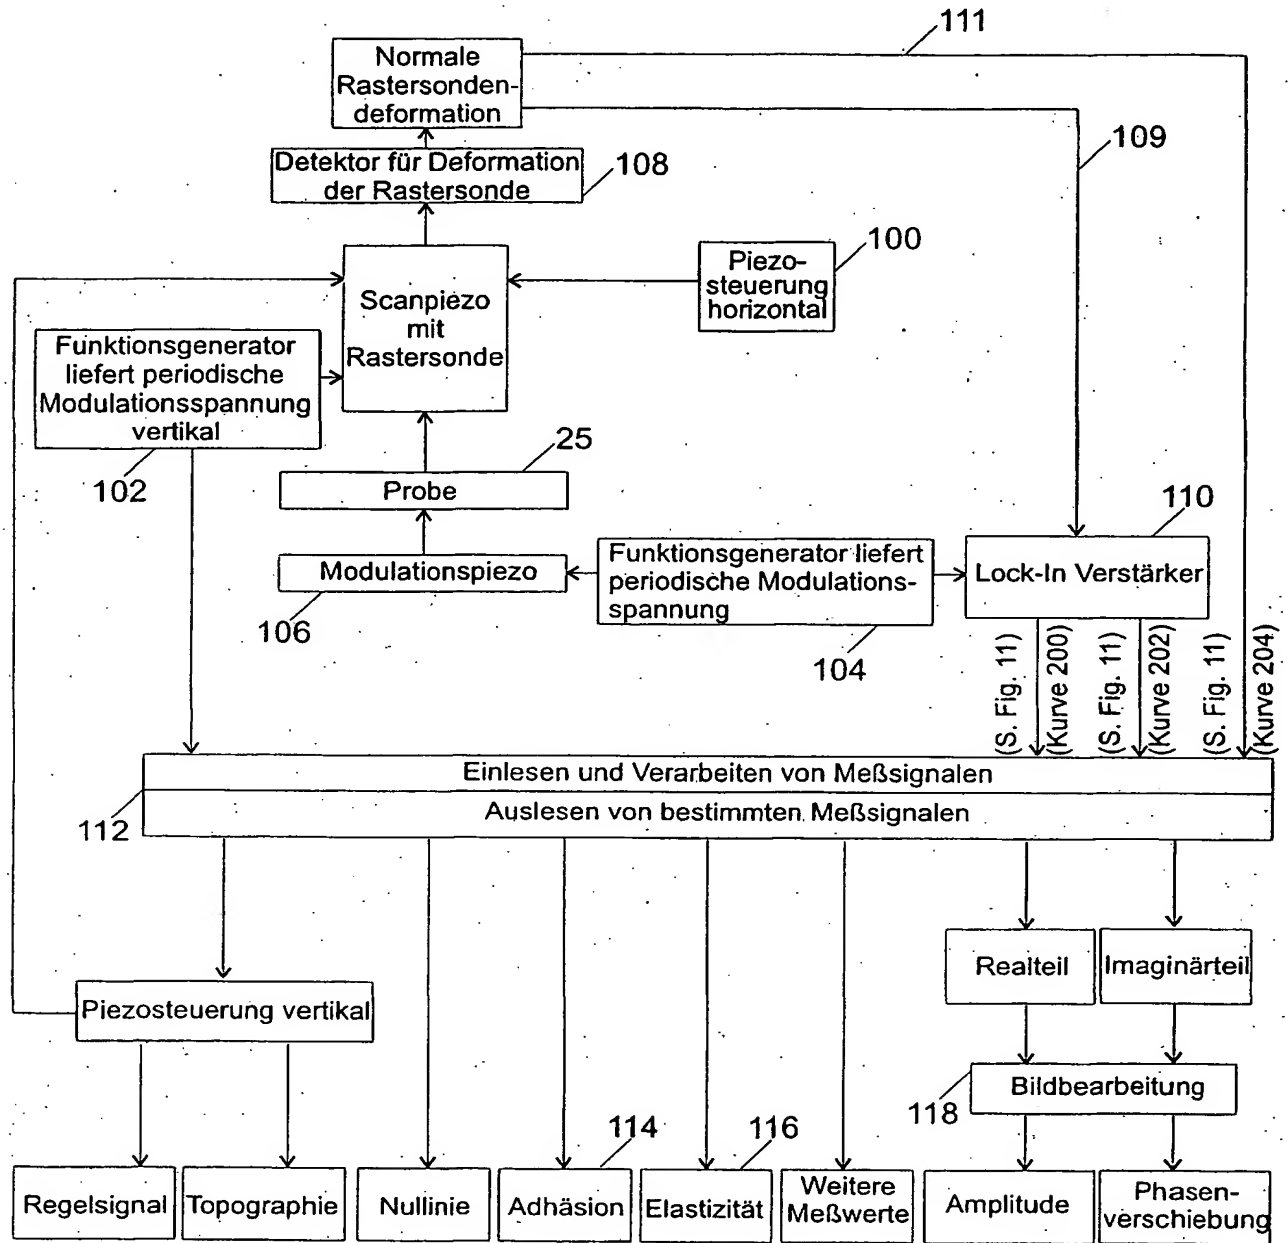 111
Normale
Rastersonden-
deformation
109
Detektor für Deformation
der Rastersonde
108
100
Piezo-
steuerung
horizontal
Scanpiezo
mit
Rastersonde
Funktionsgenerator
liefert periodische
Modulationsspannung
vertikal
102
25
Probe
110
Modulationspiezo
106
Funktionsgenerator liefert
periodische Modulations-
spannung
104
Lock-In Verstärker
(S. Fig. 11)
(Kurve 200)
(S. Fig. 11)
(Kurve 202)
(S. Fig. 11)
(Kurve 204)
Einlesen und Verarbeiten von Meßsignalen
Auslesen von bestimmten Meßsignalen
112
Realteil
Imaginärteil
Piezosteuerung vertikal
Bildbearbeitung
118
114
116
Regelsignal
Topographie
Nullinie
Adhäsion
Elastizität
Weitere
Meßwerte
Amplitude
Phasen-
verschiebung